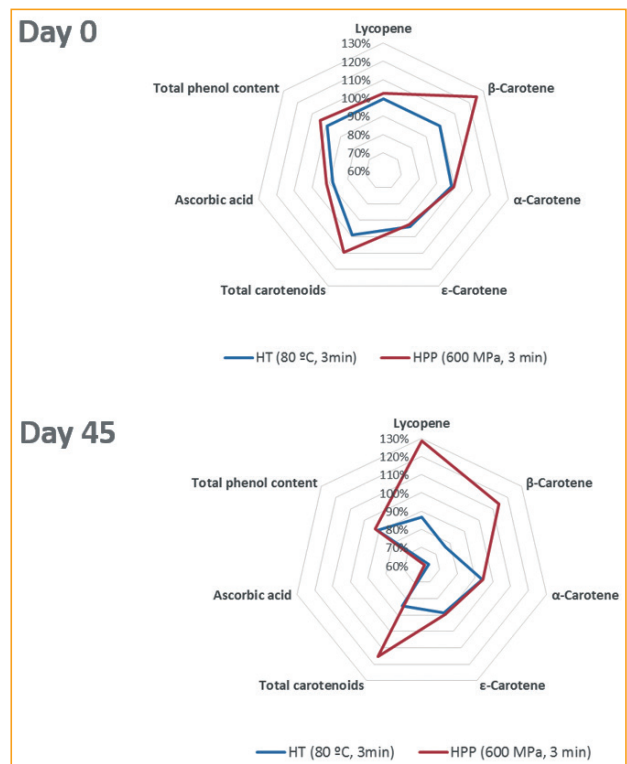 Day 0
Lycopene
130%
120%
110%
100%
90%
80%
70%
60%
β-Carotene
α-Carotene
ε-Carotene
Total carotenoids
Ascorbic acid
Total phenol content
HT (80 ºC, 3min) HPP (600 MPa, 3 min)
Day 45
Lycopene
130%
120%
110%
100%
90%
80%
70%
60%
β-Carotene
α-Carotene
ε-Carotene
Total carotenoids
Ascorbic acid
Total phenol content
HT (80 ºC, 3min) HPP (600 MPa, 3 min)